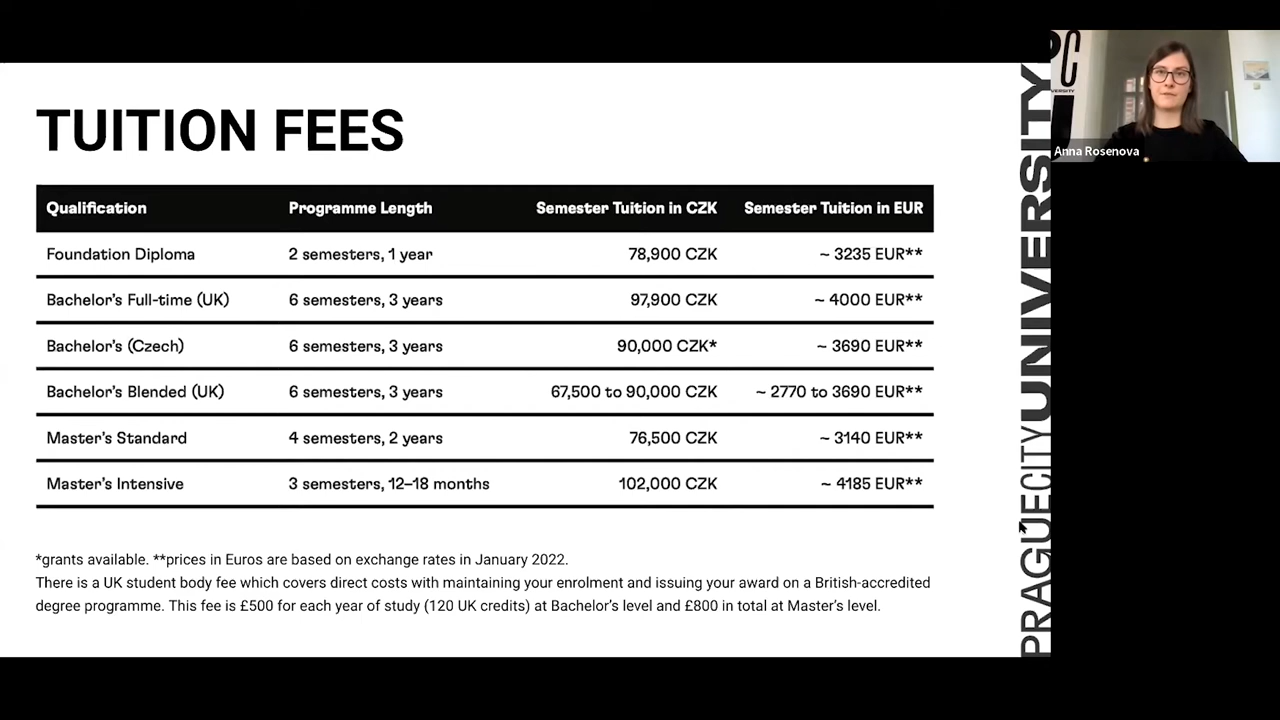 TUITION FEES
Qualification Programme Length Semester Tuition in CZK Semester Tuition in EUR
Foundation Diploma 2 semesters, 1 year 78,900 CZK ~ 3235 EUR**
Bachelor's Full-time (UK) 6 semesters, 3 years 97,900 CZK ~ 4000 EUR**
Bachelor's (Czech) 6 semesters, 3 years 90,000 CZK* ~ 3690 EUR**
Bachelor's Blended (UK) 6 semesters, 3 years 67,500 to 90,000 CZK ~ 2770 to 3690 EUR**
Master's Standard 4 semesters, 2 years 76,500 CZK ~ 3140 EUR**
Master's Intensive 3 semesters, 12–18 months 102,000 CZK ~ 4185 EUR**
*grants available. **prices in Euros are based on exchange rates in January 2022.
There is a UK student body fee which covers direct costs with maintaining your enrolment and issuing your award on a British-accredited
degree programme. This fee is £500 for each year of study (120 UK credits) at Bachelor's level and £800 in total at Master's level.
PRAGUECITYUNIVERSITY
Anna Rosenova